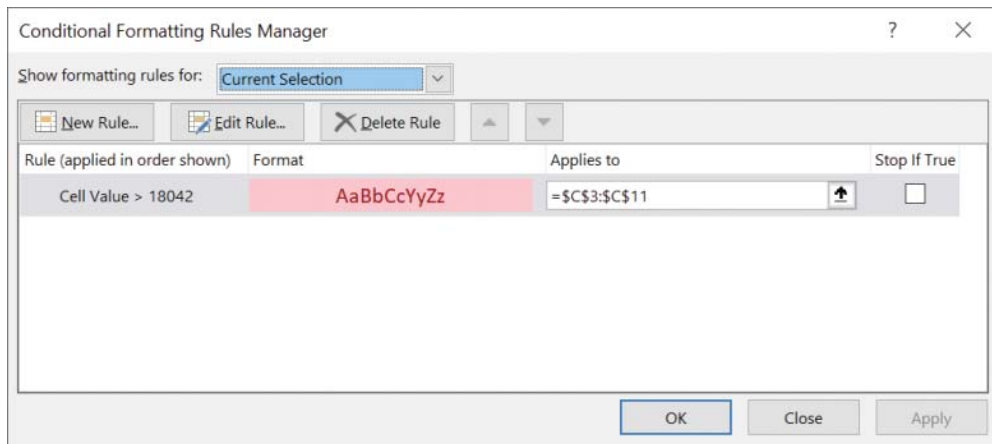 Conditional Formatting Rules Manager ? ×
Show formatting rules for: Current Selection
New Rule... Edit Rule... Delete Rule
Rule (applied in order shown) Format Applies to Stop If True
Cell Value > 18042 AaBbCcYyZz =$C$3:$C$11
OK Close Apply